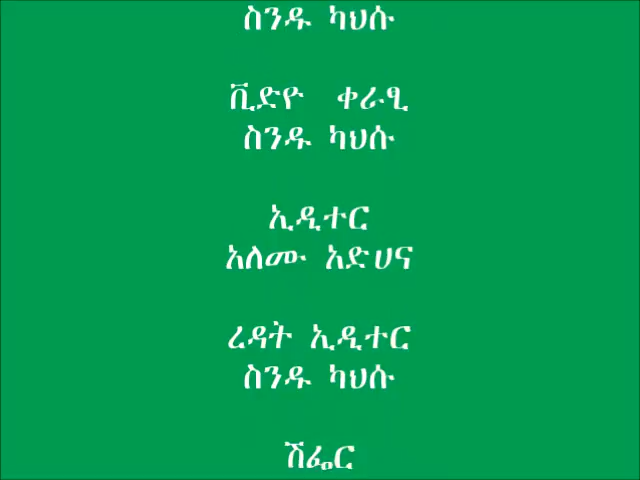 ስንዱ ካህሱ
ቪድዮ ቀራፂ
ስንዱ ካህሱ
ኢዲተር
አለሙ አድሀና
ረዳት ኢዲተር
ስንዱ ካህሱ
ሽፌር